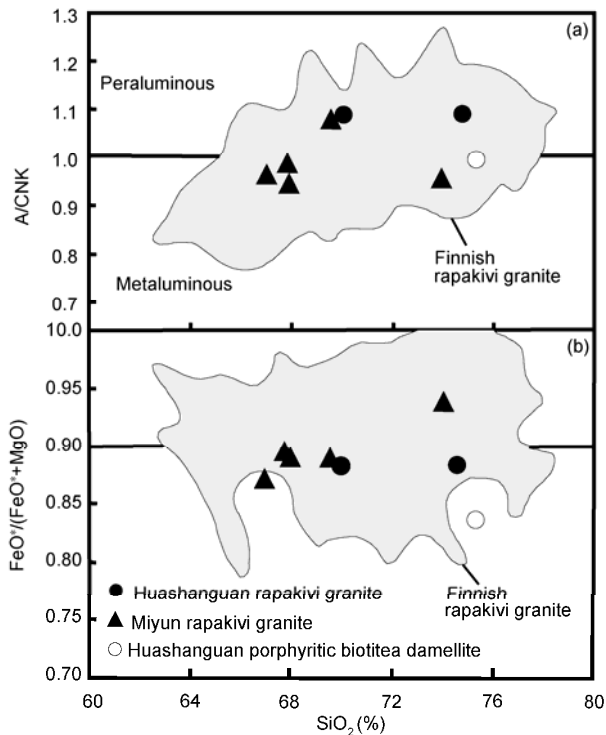 1.3
(a)
1.2
Peraluminous
1.1
1.0
A/CNK
0.9
Finnish
rapakivi granite
0.8
Metaluminous
0.7
10.0
(b)
0.95
0.90
FeO*/(FeO*+MgO)
0.85
0.80
Huashanguan rapakivi granite
Finnish
rapakivi granite
0.75
Miyun rapakivi granite
Huashanguan porphyritic biotitea damellite
0.70
60 64 68 72 76 80
SiO₂(%)